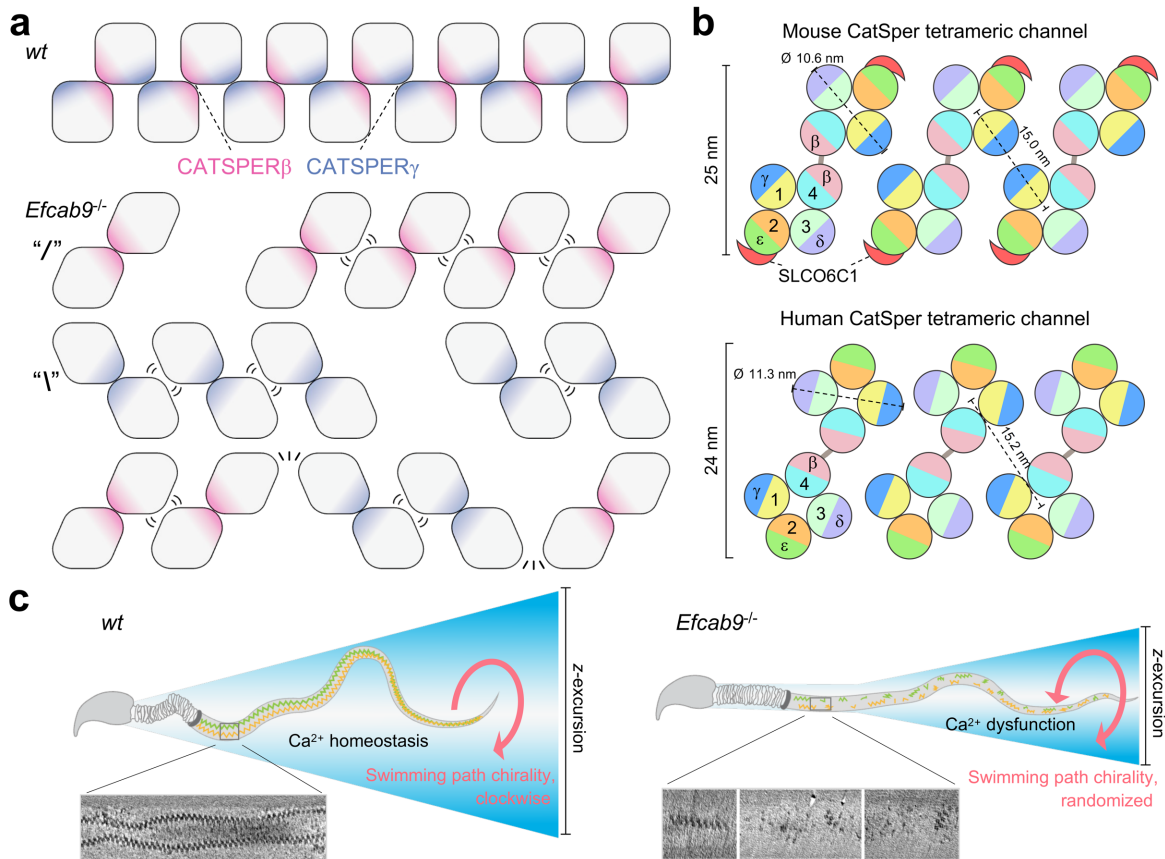 a
wt
CATSPERβ CATSPERγ
Efcab9-/-
"/"
"\"
b
Mouse CatSper tetrameric channel
Ø 10.6 nm
15.0 nm
25 nm
β
γ
β
1
4
2
3
ε
δ
SLCO6C1
Human CatSper tetrameric channel
Ø 11.3 nm
15.2 nm
24 nm
β
γ
4
1
3
2
δ
ε
c
wt
z-excursion
Ca2+ homeostasis
Swimming path chirality,
clockwise
Efcab9-/-
z-excursion
Ca2+ dysfunction
Swimming path chirality,
randomized